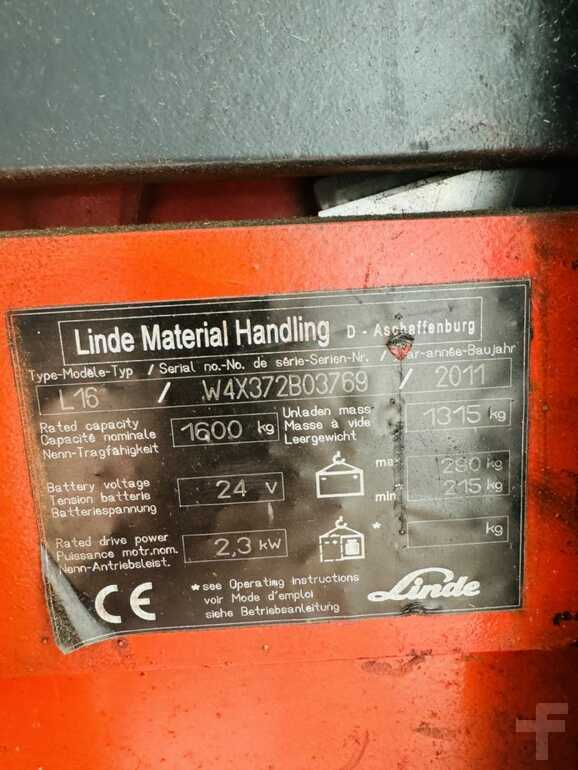 Linde Material Handling D - Aschaffenburg
Type-Modèle-Typ / Serial no.-No. de série-Serien-Nr. / -année-Baujahr
L16 / W4X372B03769 / 2011
Rated capacity
Capacité nominale
Nenn-Tragfähigkeit
1600 kg
Unladen mass
Masse à vide
Leergewicht
1315 kg
Battery voltage
Tension batterie
Batteriespannung
24 V
max 280 kg
min 215 kg
Rated drive power
Puissance motr.nom.
Nenn-Antriebsleist.
2,3 kW
* kg
*see Operating Instructions
voir Mode d'emploi
siehe Betriebsanleitung
CE
Linde